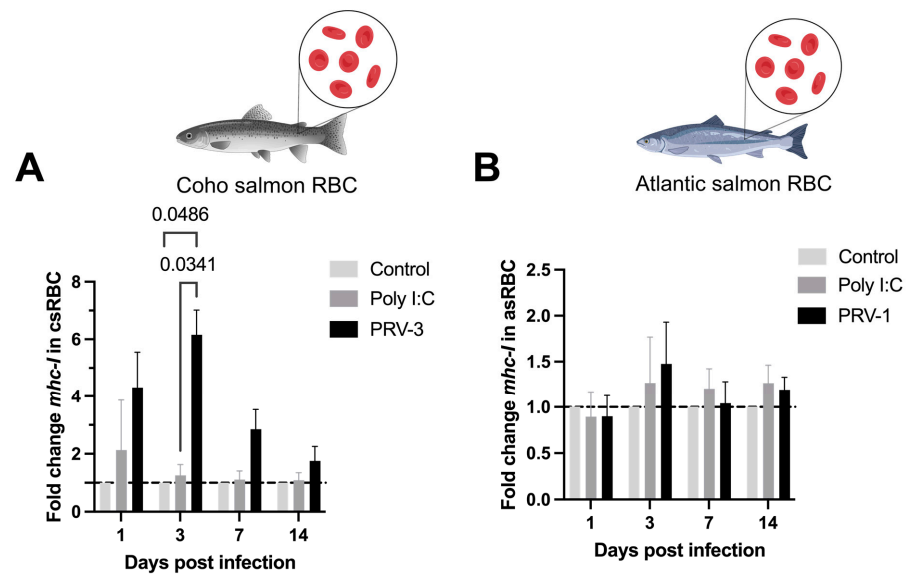 A
Coho salmon RBC
0.0486
0.0341
Control
Poly I:C
PRV-3
Fold change mhc-I in csRBC
8
6
4
2
0
1 3 7 14
Days post infection
B
Atlantic salmon RBC
Control
Poly I:C
PRV-1
Fold change mhc-I in asRBC
2.5
2.0
1.5
1.0
0.5
0.0
1 3 7 14
Days post infection